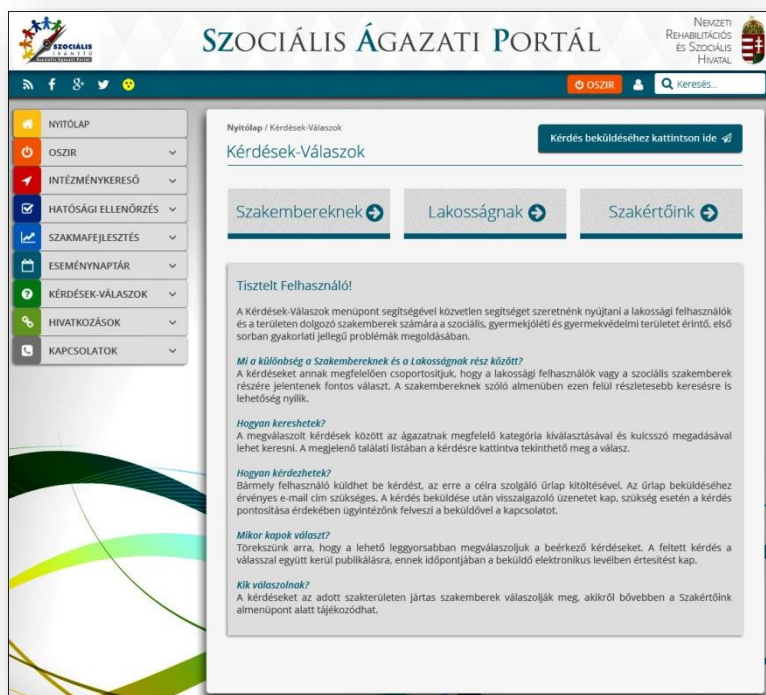 SZOCIÁLIS
IRÁNYTŰ
Szociális Ágazati Portál
SZOCIÁLIS ÁGAZATI PORTÁL
NEMZETI
REHABILITÁCIÓS
ÉS SZOCIÁLIS
HIVATAL
OSZIR
Keresés...
NYITÓLAP
OSZIR
INTÉZMÉNYKERESŐ
HATÓSÁGI ELLENŐRZÉS
SZAKMAFEJLESZTÉS
ESEMÉNYNAPTÁR
KÉRDÉSEK-VÁLASZOK
HIVATKOZÁSOK
KAPCSOLATOK
Nyitólap / Kérdések-Válaszok
Kérdések-Válaszok
Kérdés beküldéséhez kattintson ide
Szakembereknek
Lakosságnak
Szakértőink
Tisztelt Felhasználó!
A Kérdések-Válaszok menüpont segítségével közvetlen segítséget szeretnénk nyújtani a lakossági felhasználók
és a területen dolgozó szakemberek számára a szociális, gyermekjóléti és gyermekvédelmi területet érintő, első
sorban gyakorlati jellegű problémák megoldásában.
Mi a különbség a Szakembereknek és a Lakosságnak rész között?
A kérdéseket annak megfelelően csoportosítjuk, hogy a lakossági felhasználók vagy a szociális szakemberek
részére jelentenek fontos választ. A szakembereknek szóló almenüben ezen felül részletesebb keresésre is
lehetőség nyílik.
Hogyan kereshetek?
A megválaszolt kérdések között az ágazatnak megfelelő kategória kiválasztásával és kulcsszó megadásával
lehet keresni. A megjelenő találati listában a kérdésre kattintva tekinthető meg a válasz.
Hogyan kérdezhetek?
Bármely felhasználó küldhet be kérdést, az erre a célra szolgáló űrlap kitöltésével. Az űrlap beküldéséhez
érvényes e-mail cím szükséges. A kérdés beküldése után visszaigazoló üzenetet kap, szükség esetén a kérdés
pontosítása érdekében ügyintézőnk felveszi a beküldővel a kapcsolatot.
Mikor kapok választ?
Törekszünk arra, hogy a lehető leggyorsabban megválaszoljuk a beérkező kérdéseket. A feltett kérdés a
válasszal együtt kerül publikálásra, ennek időpontjában a beküldő elektronikus levélben értesítést kap.
Kik válaszolnak?
A kérdéseket az adott szakterületen jártas szakemberek válaszolják meg, akikről bővebben a Szakértőink
almenüpont alatt tájékozódhat.